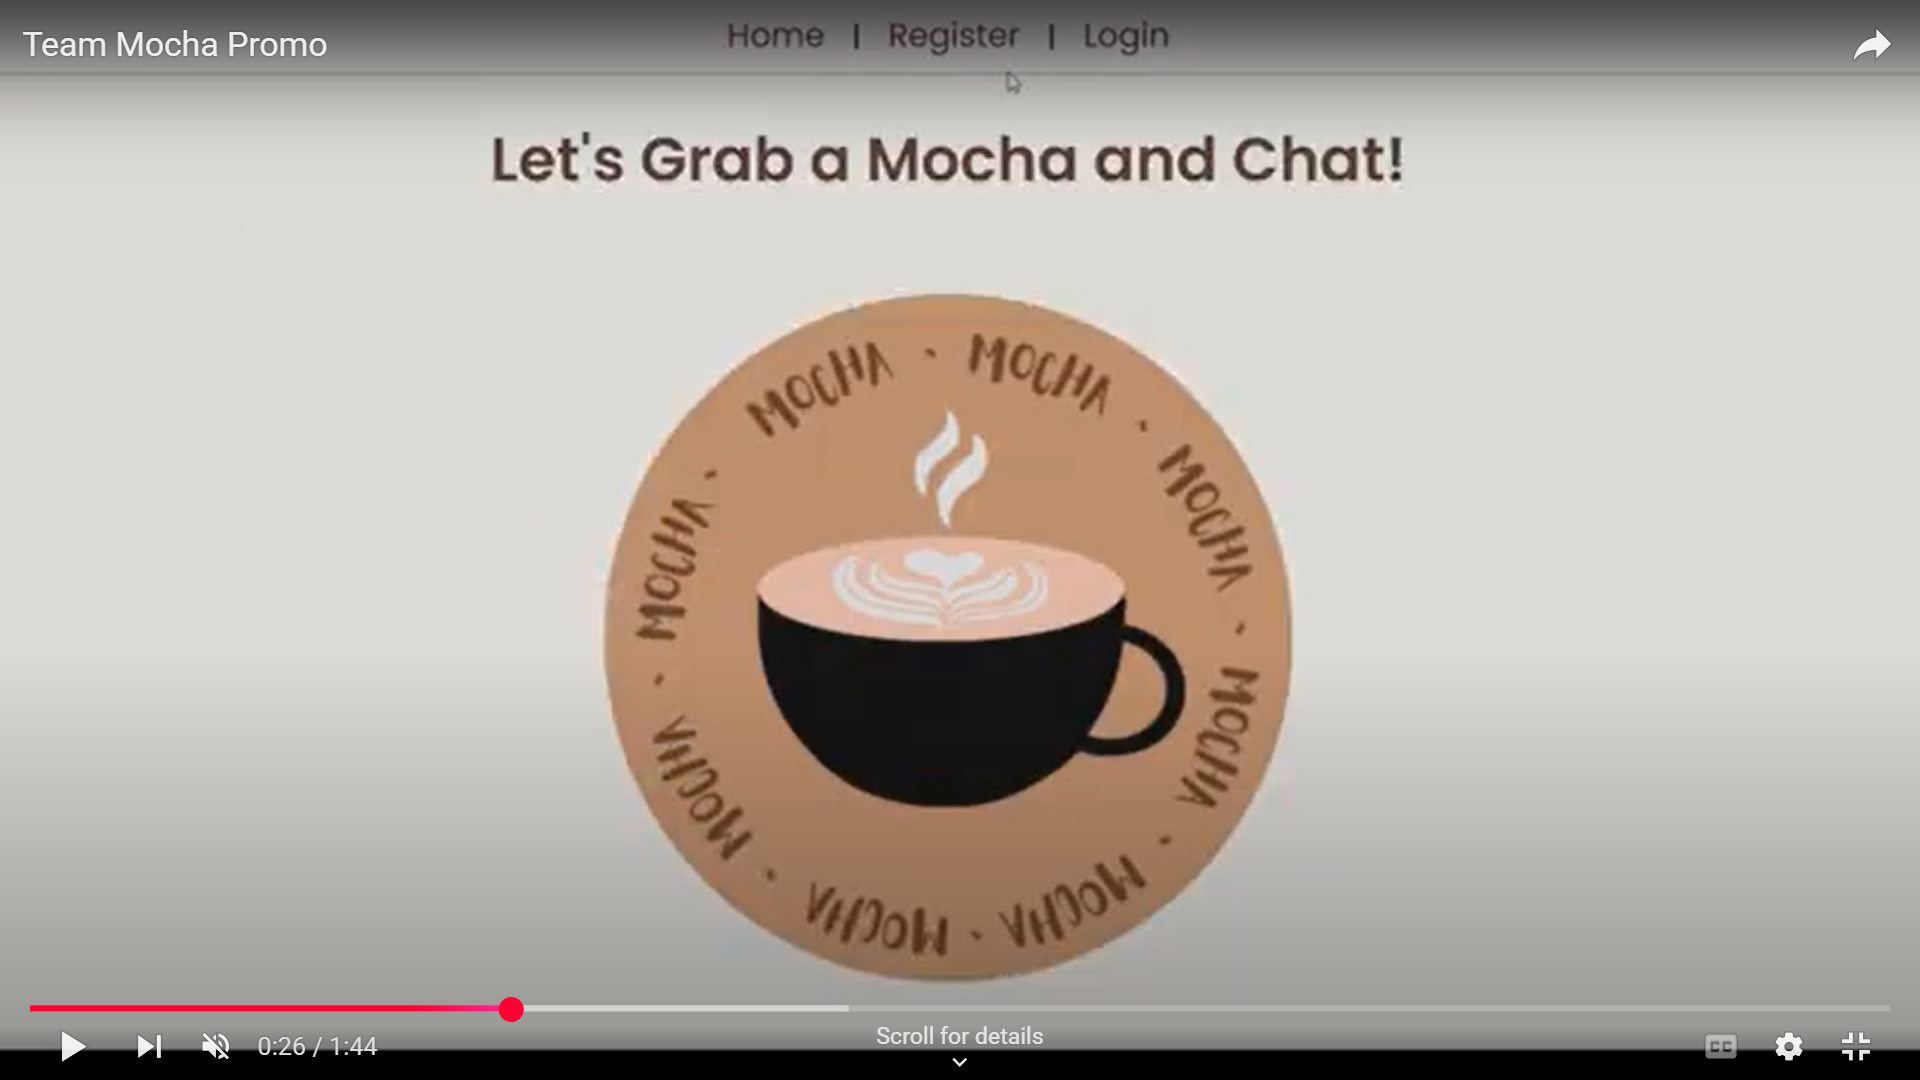 Team Mocha Promo
Home | Register | Login
Let's Grab a Mocha and Chat!
MOCHA · MOCHA · MOCHA · MOCHA · MOCHA · MOCHA · MOCHA · MOCHA ·
Scroll for details
0:26 / 1:44
CC